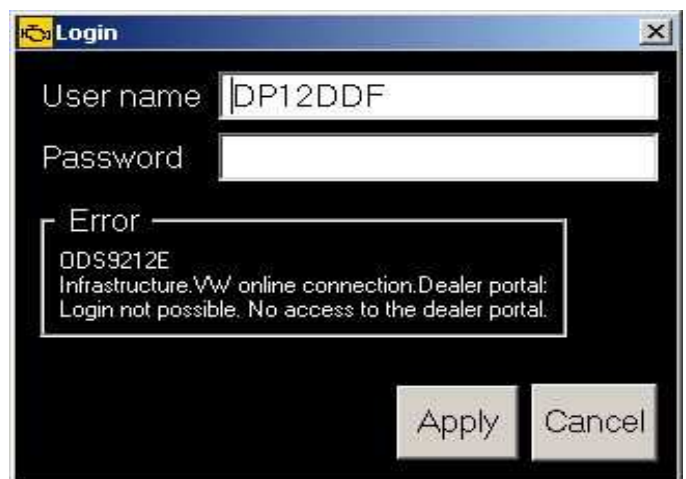 Login
User name DP12DDF
Password
Error
ODS9212E
Infrastructure.VW online connection.Dealer portal:
Login not possible. No access to the dealer portal.
Apply Cancel